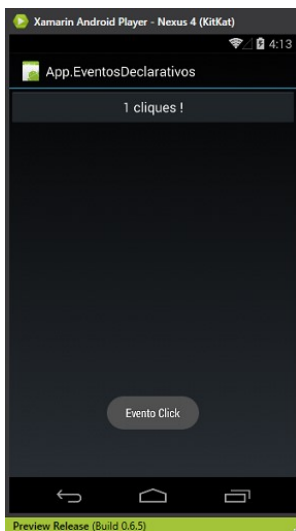 Xamarin Android Player - Nexus 4 (KitKat)
4:13
App.EventosDeclarativos
1 cliques !
Evento Click
Preview Release (Build 0.6.5)